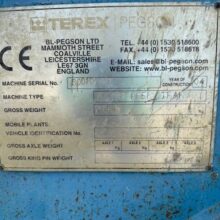 TEREX PEGSON
CE
BL-PEGSON LTD
MAMMOTH STREET
COALVILLE
LEICESTERSHIRE
LE67 3GN
ENGLAND
TEL. +44 (0) 1530 518600
FAX. +44 (0) 1530 518618
sales@bl-pegson.com
WEBSITE: www.bl-pegson.com
MACHINE SERIAL No.
YEAR OF CONSTRUCTION
MACHINE TYPE
GROSS WEIGHT
MOBILE PLANTS
VEHICLE IDENTIFICATION No.
GROSS AXLE WEIGHT
GROSS KING PIN WEIGHT